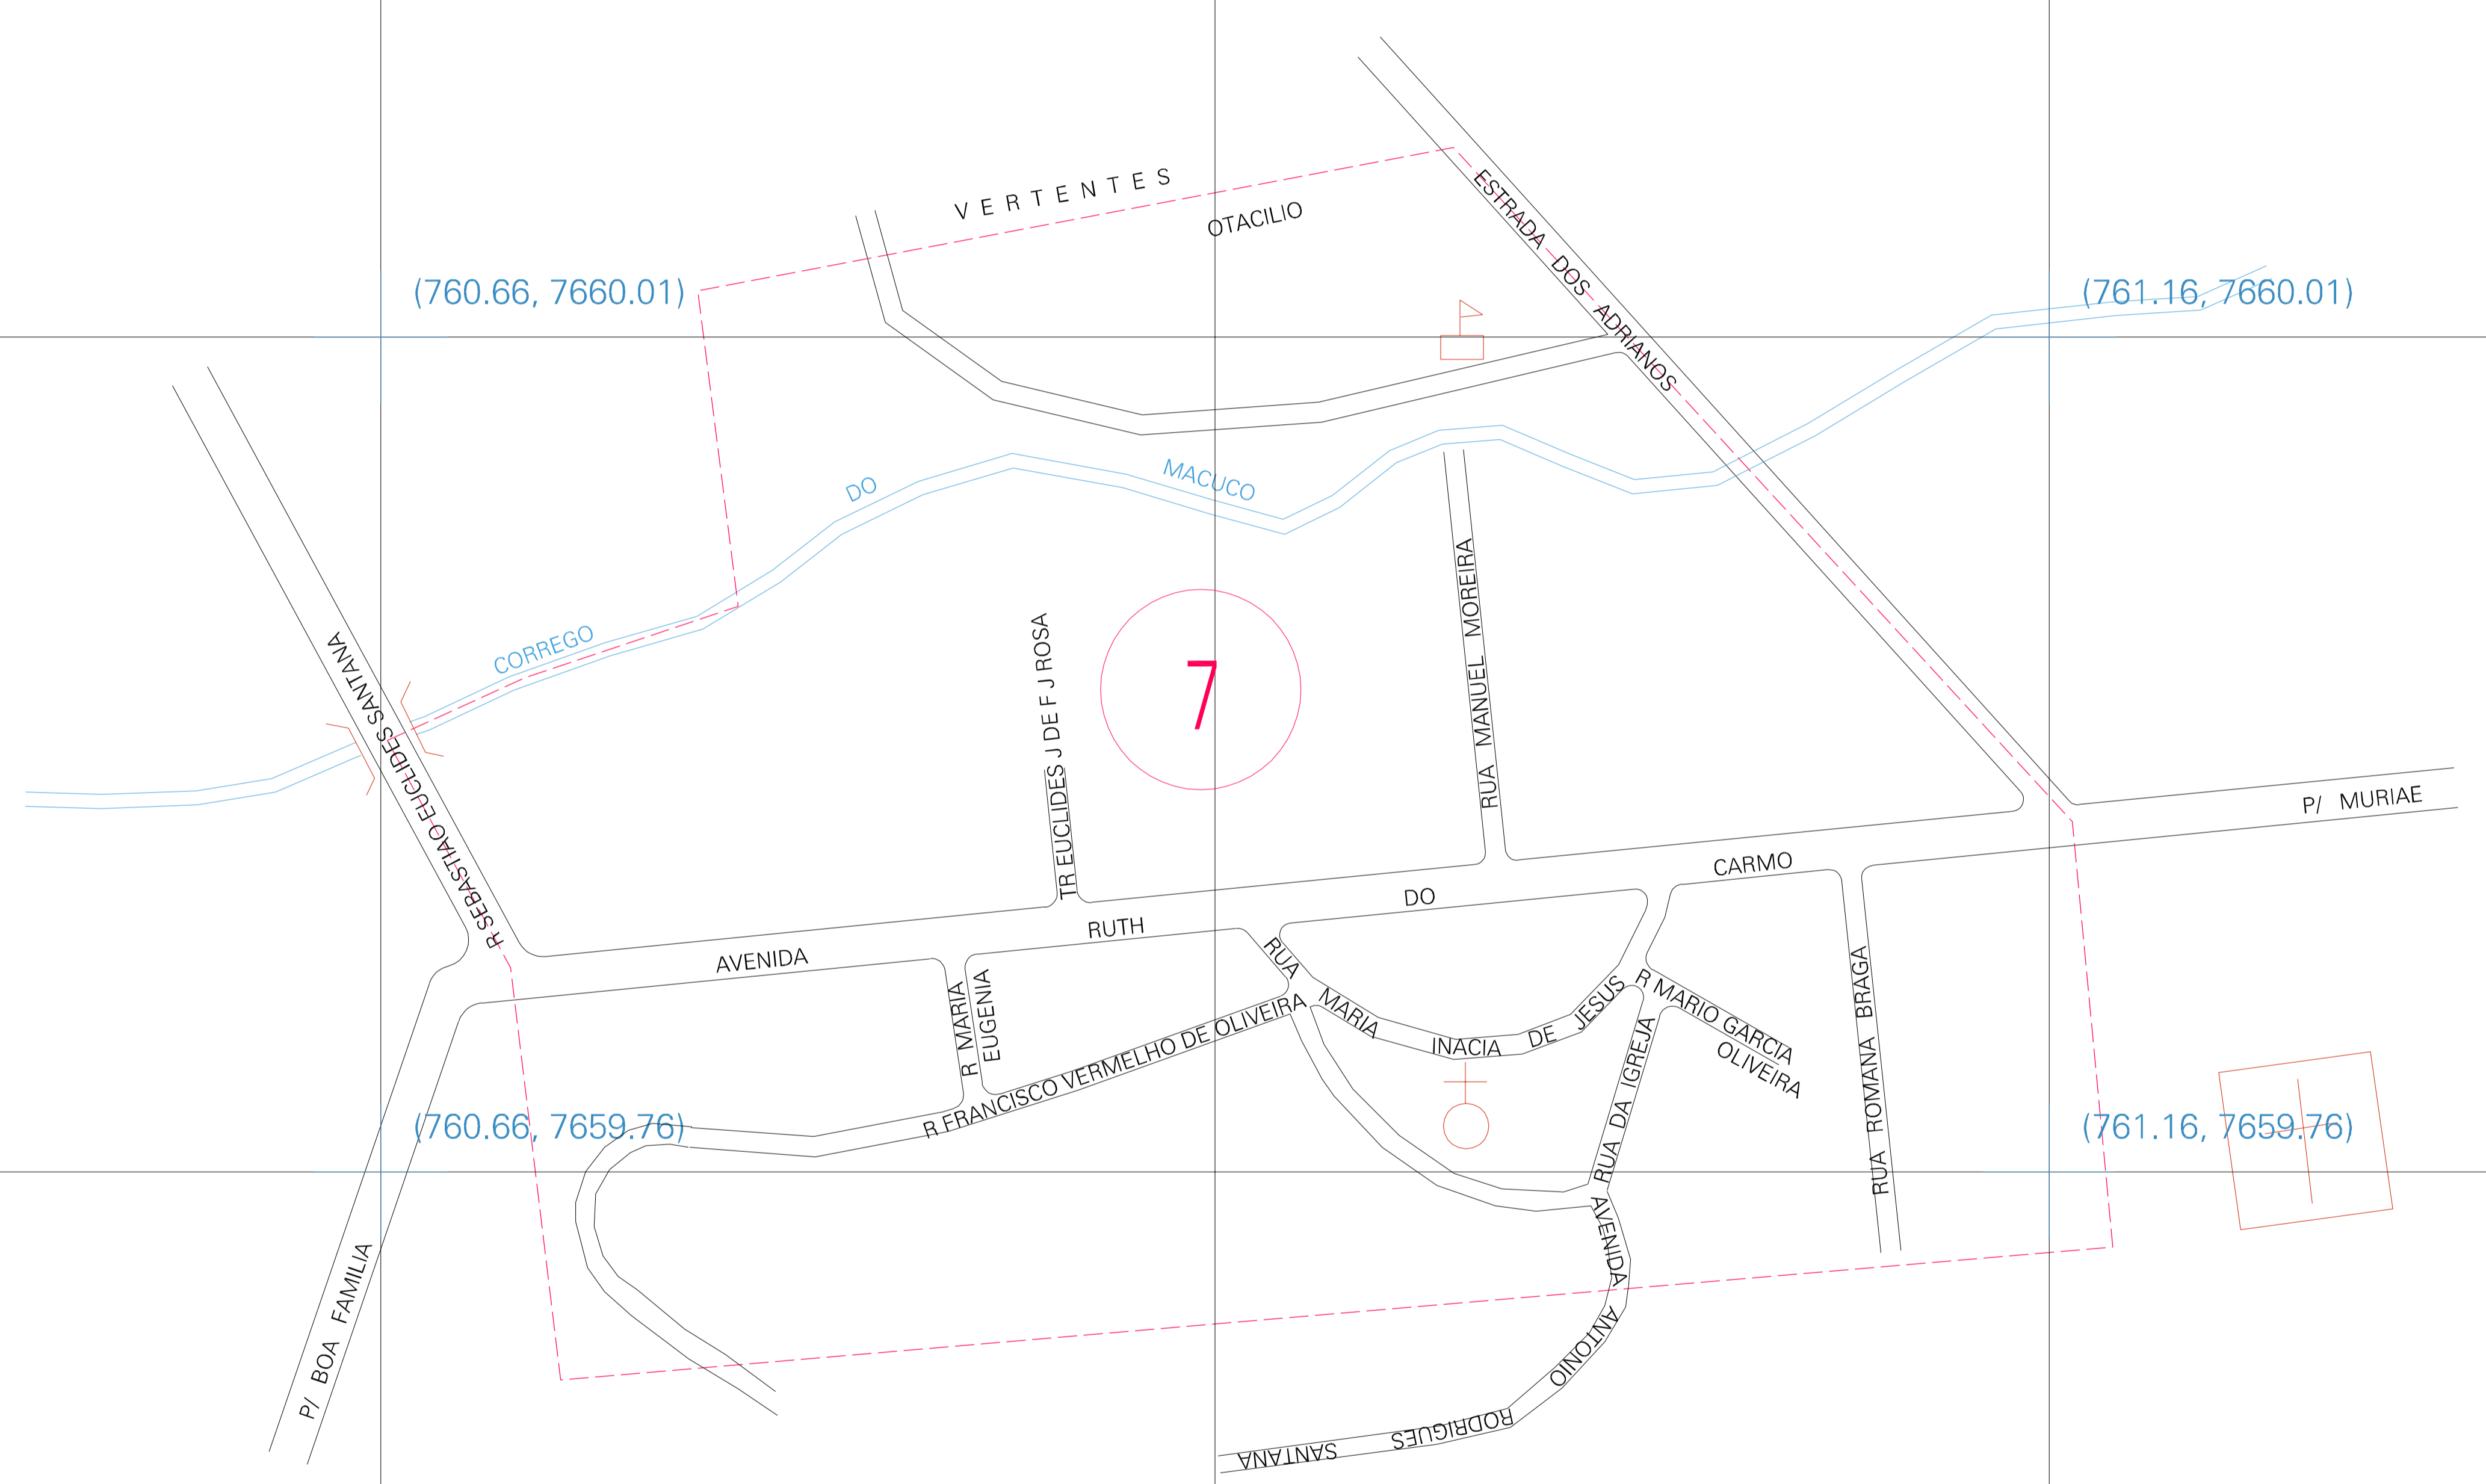 VERTENTES
OTACILIO
ESTRADA DOS ADRIANOS
(760.66, 7660.01)
(761.16, 7660.01)
CORREGO DO MACUCO
R SEBASTIAO EUCLIDES SANTANA
TR EUCLIDES J DE F J ROSA
7
RUA MANUEL MOREIRA
P/ MURIAE
AVENIDA RUTH DO CARMO
R MARIA
EUGENIA
R FRANCISCO VERMELHO DE OLIVEIRA
RUA MARIA INACIA DE JESUS
R MARIO GARCIA
OLIVEIRA
RUA DA IGREJA
RUA ROMANA BRAGA
(760.66, 7659.76)
(761.16, 7659.76)
P/ BOA FAMILIA
AVENIDA ANTONIO RODRIGUES SANTANA